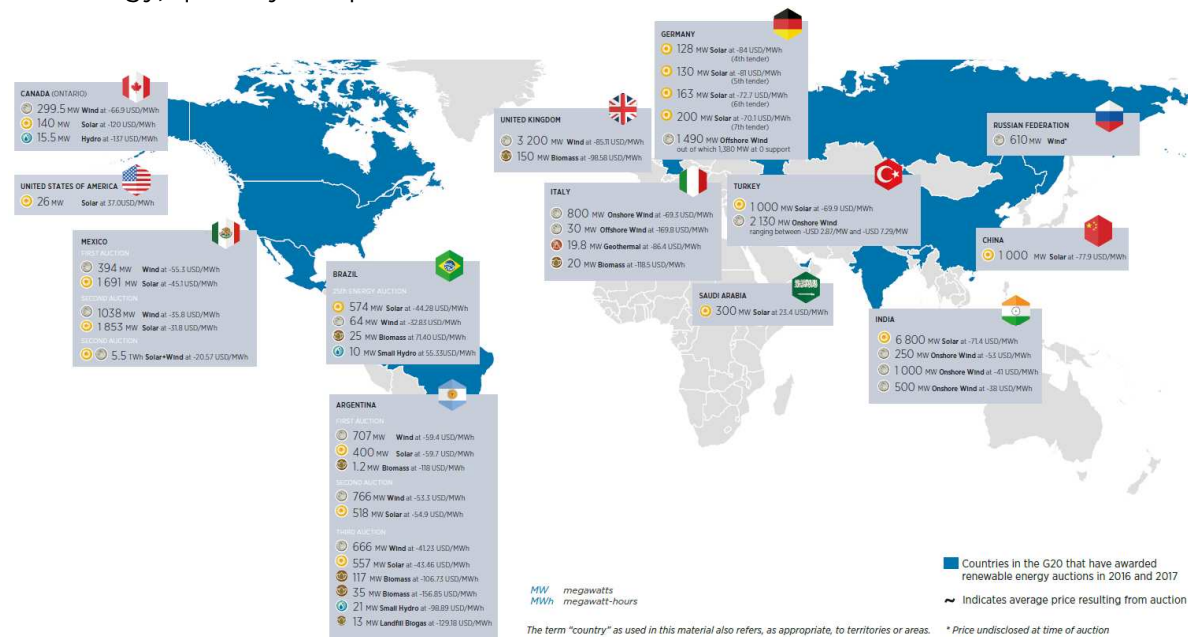 CANADA (ONTARIO)
299.5 MW Wind at ~66.9 USD/MWh
140 MW Solar at ~120 USD/MWh
15.5 MW Hydro at ~137 USD/MWh
UNITED STATES OF AMERICA
26 MW Solar at 37.0USD/MWh
MEXICO
FIRST AUCTION
394 MW Wind at ~55.3 USD/MWh
1 691 MW Solar at ~45.1 USD/MWh
SECOND AUCTION
1038 MW Wind at ~35.8 USD/MWh
1 853 MW Solar at ~31.8 USD/MWh
SECOND AUCTION
5.5 TWh Solar+Wind at ~20.57 USD/MWh
BRAZIL
ENERGY AUCTION
574 MW Solar at ~44.28 USD/MWh
64 MW Wind at ~32.83 USD/MWh
25 MW Biomass at 71.40 USD/MWh
10 MW Small Hydro at 55.33USD/MWh
ARGENTINA
FIRST AUCTION
707 MW Wind at ~59.4 USD/MWh
400 MW Solar at ~59.7 USD/MWh
1.2 MW Biomass at ~118 USD/MWh
SECOND AUCTION
766 MW Wind at ~53.3 USD/MWh
518 MW Solar at ~54.9 USD/MWh
THIRD AUCTION
666 MW Wind at ~41.23 USD/MWh
557 MW Solar at ~43.46 USD/MWh
117 MW Biomass at ~106.73 USD/MWh
35 MW Biomass at ~156.85 USD/MWh
21 MW Small Hydro at ~98.89 USD/MWh
13 MW Landfill Biogas at ~129.18 USD/MWh
UNITED KINGDOM
3 200 MW Wind at ~85.11 USD/MWh
150 MW Biomass at ~98.58 USD/MWh
GERMANY
128 MW Solar at ~84 USD/MWh
(4th tender)
130 MW Solar at ~81 USD/MWh
(5th tender)
163 MW Solar at ~72.7 USD/MWh
(6th tender)
200 MW Solar at ~70.1 USD/MWh
(7th tender)
1 490 MW Offshore Wind
out of which 1,380 MW at 0 support
ITALY
800 MW Onshore Wind at ~69.3 USD/MWh
30 MW Offshore Wind at ~169.8 USD/MWh
19.8 MW Geothermal at ~86.4 USD/MWh
20 MW Biomass at ~118.5 USD/MWh
TURKEY
1 000 MW Solar at ~69.9 USD/MWh
2 130 MW Onshore Wind
ranging between ~USD 2.87/MW and ~USD 7.29/MW
SAUDI ARABIA
300 MW Solar at 23.4 USD/MWh
RUSSIAN FEDERATION
610 MW Wind*
CHINA
1 000 MW Solar at ~77.9 USD/MWh
INDIA
6 800 MW Solar at ~71.4 USD/MWh
250 MW Onshore Wind at ~53 USD/MWh
1 000 MW Onshore Wind at ~41 USD/MWh
500 MW Onshore Wind at ~38 USD/MWh
MW megawatts
MWh megawatt-hours
Countries in the G20 that have awarded
renewable energy auctions in 2016 and 2017
~ Indicates average price resulting from auction
The term "country" as used in this material also refers, as appropriate, to territories or areas.
* Price undisclosed at time of auction